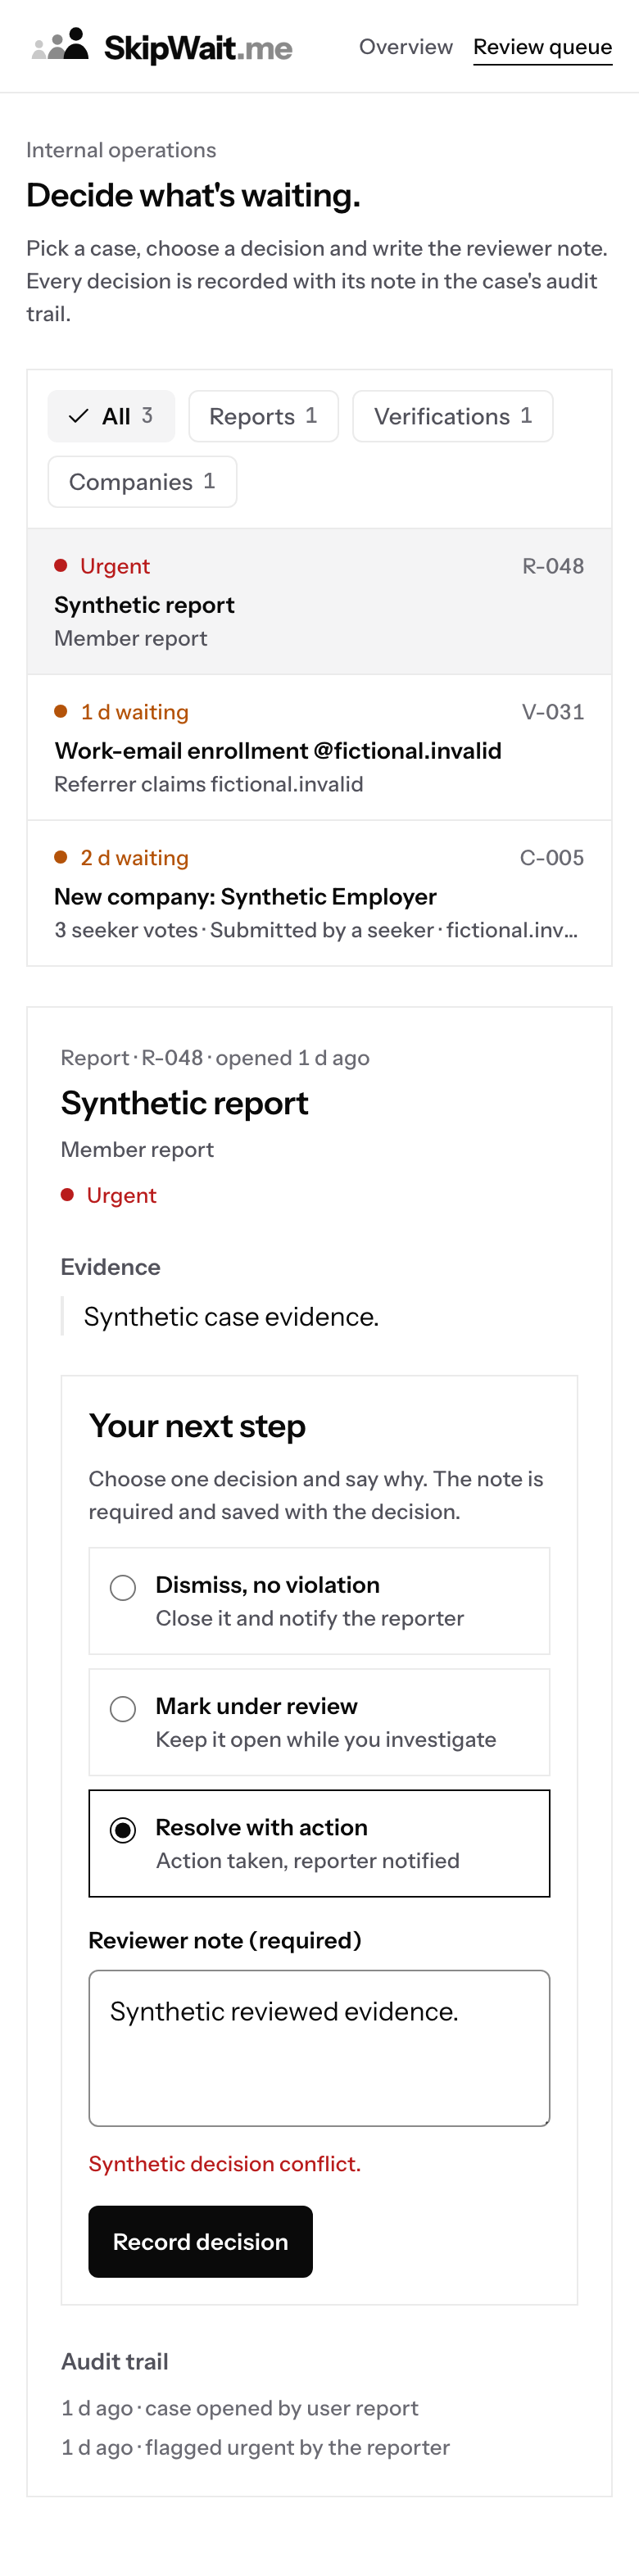 SkipWait.me
Overview
Review queue
Internal operations
Decide what's waiting.
Pick a case, choose a decision and write the reviewer note.
Every decision is recorded with its note in the case's audit
trail.
All 3
Reports 1
Verifications 1
Companies 1
Urgent
R-048
Synthetic report
Member report
1 d waiting
V-031
Work-email enrollment @fictional.invalid
Referrer claims fictional.invalid
2 d waiting
C-005
New company: Synthetic Employer
3 seeker votes · Submitted by a seeker · fictional.inv...
Report · R-048 · opened 1 d ago
Synthetic report
Member report
Urgent
Evidence
Synthetic case evidence.
Your next step
Choose one decision and say why. The note is
required and saved with the decision.
Dismiss, no violation
Close it and notify the reporter
Mark under review
Keep it open while you investigate
Resolve with action
Action taken, reporter notified
Reviewer note (required)
Synthetic reviewed evidence.
Synthetic decision conflict.
Record decision
Audit trail
1 d ago · case opened by user report
1 d ago · flagged urgent by the reporter